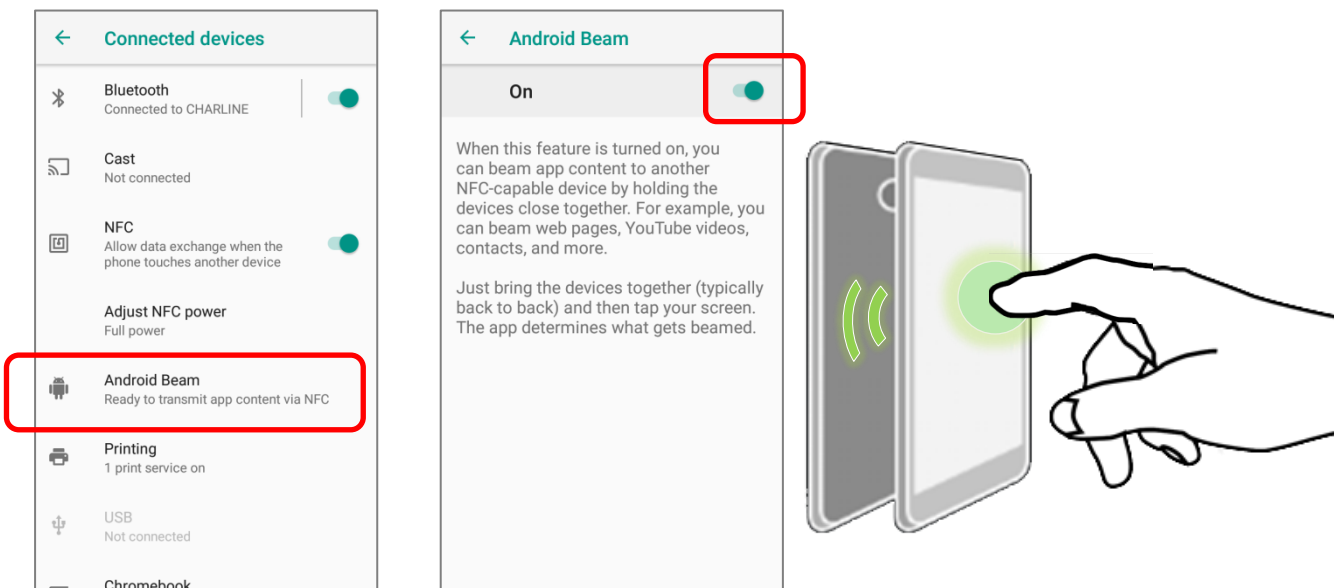 Connected devices
Bluetooth
Connected to CHARLINE
Cast
Not connected
NFC
Allow data exchange when the
phone touches another device
Adjust NFC power
Full power
Android Beam
Ready to transmit app content via NFC
Printing
1 print service on
USB
Not connected
Chromebook
Android Beam
On
When this feature is turned on, you
can beam app content to another
NFC-capable device by holding the
devices close together. For example, you
can beam web pages, YouTube videos,
contacts, and more.
Just bring the devices together (typically
back to back) and then tap your screen.
The app determines what gets beamed.